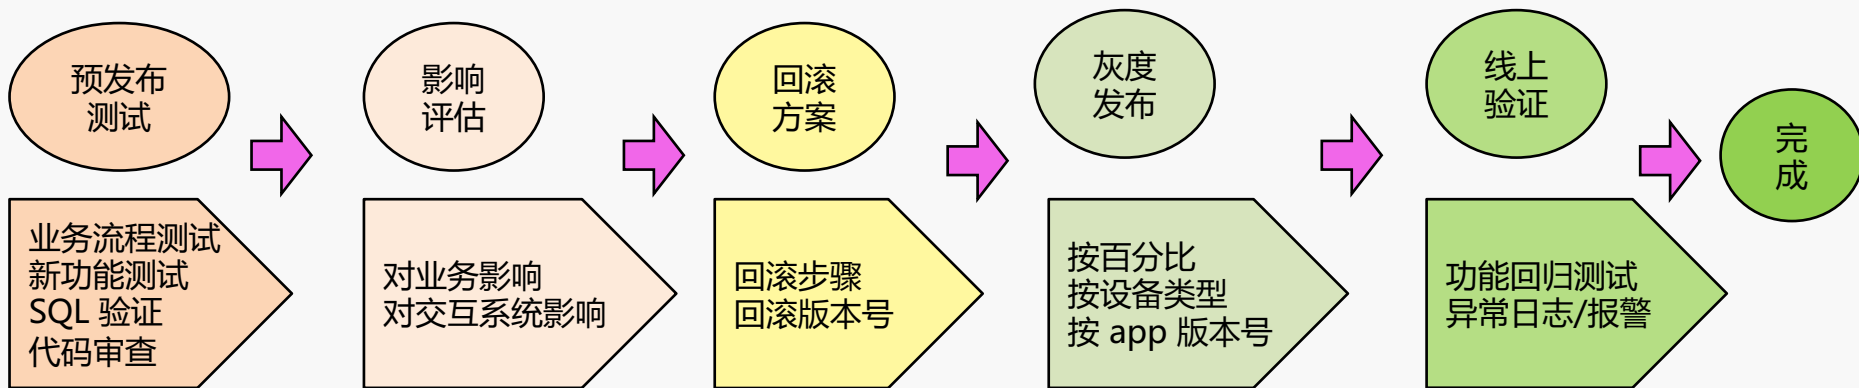 预发布
测试
影响
评估
回滚
方案
灰度
发布
线上
验证
完
成
业务流程测试
新功能测试
SQL 验证
代码审查
对业务影响
对交互系统影响
回滚步骤
回滚版本号
按百分比
按设备类型
按 app 版本号
功能回归测试
异常日志/报警